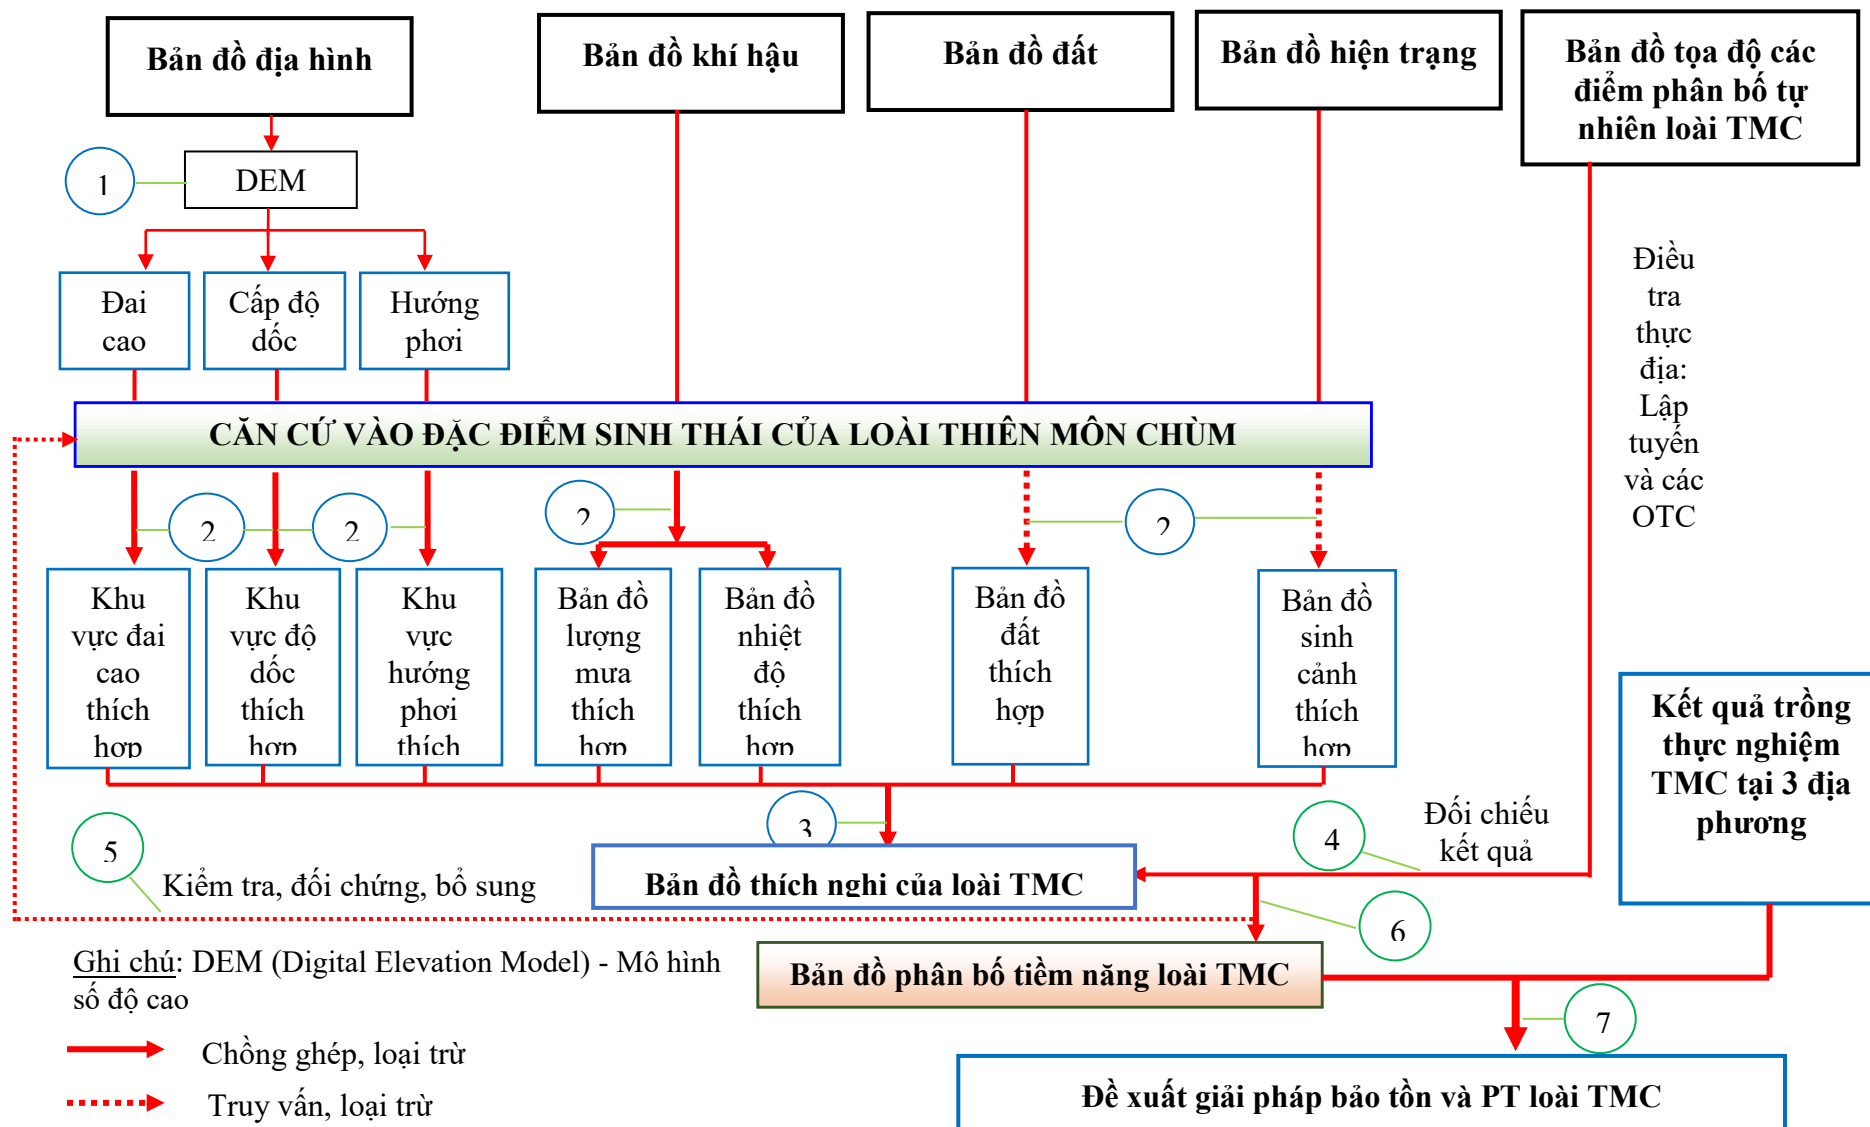 Bản đồ địa hình
Bản đồ khí hậu
Bản đồ đất
Bản đồ hiện trạng
Bản đồ tọa độ các
điểm phân bố tự
nhiên loài TMC
1
DEM
Đai
cao
Cấp độ
dốc
Hướng
phơi
Điều
tra
thực
địa:
Lập
tuyến
và các
OTC
CĂN CỨ VÀO ĐẶC ĐIỂM SINH THÁI CỦA LOÀI THIÊN MÔN CHÙM
2
2
2
2
Khu
vực đai
cao
thích
hợp
Khu
vực độ
dốc
thích
hợp
Khu
vực
hướng
phơi
thích
Bản đồ
lượng
mưa
thích
hợp
Bản đồ
nhiệt
độ
thích
hợp
Bản đồ
đất
thích
hợp
Bản đồ
sinh
cảnh
thích
hợp
Kết quả trồng
thực nghiệm
TMC tại 3 địa
phương
3
4
Đối chiếu
kết quả
5
Kiểm tra, đối chứng, bổ sung
Bản đồ thích nghi của loài TMC
6
Ghi chú: DEM (Digital Elevation Model) - Mô hình
số độ cao
Bản đồ phân bố tiềm năng loài TMC
7
Chồng ghép, loại trừ
Truy vấn, loại trừ
Đề xuất giải pháp bảo tồn và PT loài TMC